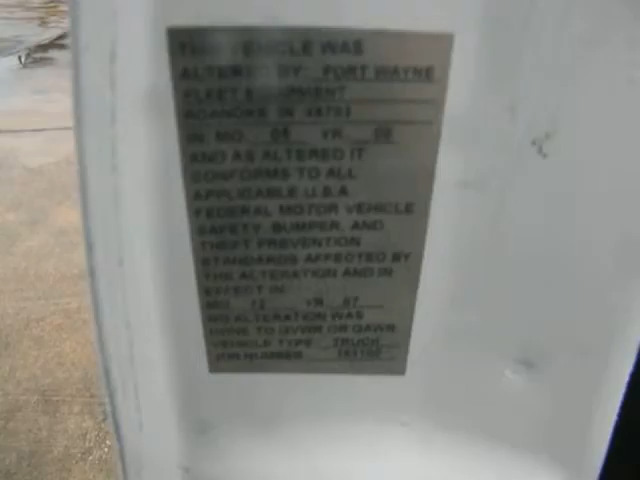 THIS VEHICLE WAS
ALTERED BY FORT WAYNE
FLEET EQUIPMENT
ROANOKE IN 46783
IN MO. 05 YR. 08
AND AS ALTERED IT
CONFORMS TO ALL
APPLICABLE U.S.A.
FEDERAL MOTOR VEHICLE
SAFETY, BUMPER, AND
THEFT PREVENTION
STANDARDS AFFECTED BY
THE ALTERATION AND IN
EFFECT IN:
MO. 12 YR. 07
NO ALTERATION WAS
DONE TO GVWR OR GAWR
VEHICLE TYPE TRUCK
JOB NUMBER